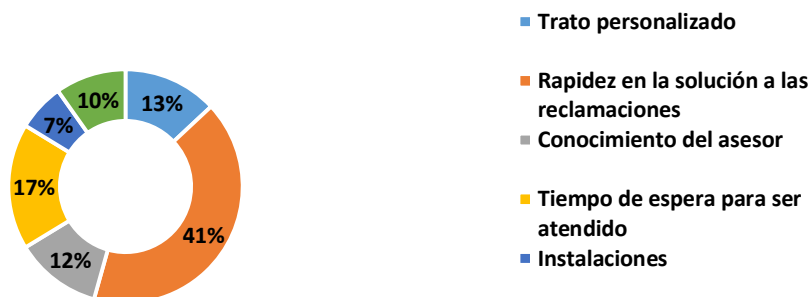 Trato personalizado
Rapidez en la solución a las
reclamaciones
Conocimiento del asesor
Tiempo de espera para ser
atendido
Instalaciones
10%
13%
7%
17%
41%
12%